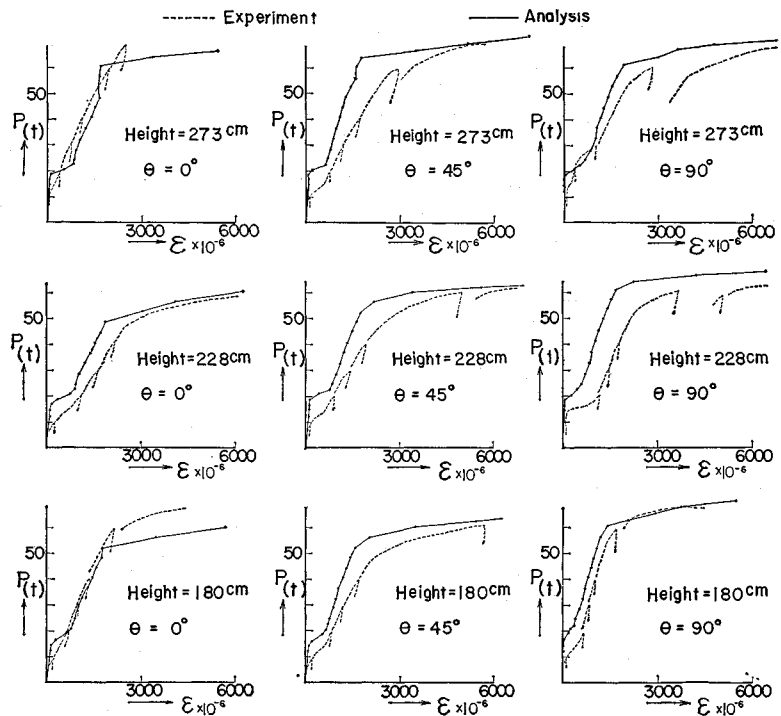 Experiment
Analysis
50
P(t)
Height=273cm
θ = 0°
3000
6000
ε ×10⁻⁶
50
P(t)
Height=273cm
θ = 45°
3000
6000
ε ×10⁻⁶
50
P(t)
Height=273cm
θ = 90°
3000
6000
ε ×10⁻⁶
50
P(t)
Height=228cm
θ = 0°
3000
6000
ε ×10⁻⁶
50
P(t)
Height=228cm
θ = 45°
3000
6000
ε ×10⁻⁶
50
P(t)
Height=228cm
θ = 90°
3000
6000
ε ×10⁻⁶
50
P(t)
Height=180cm
θ = 0°
3000
6000
ε ×10⁻⁶
50
P(t)
Height=180cm
θ = 45°
3000
6000
ε ×10⁻⁶
50
P(t)
Height=180cm
θ = 90°
3000
6000
ε ×10⁻⁶